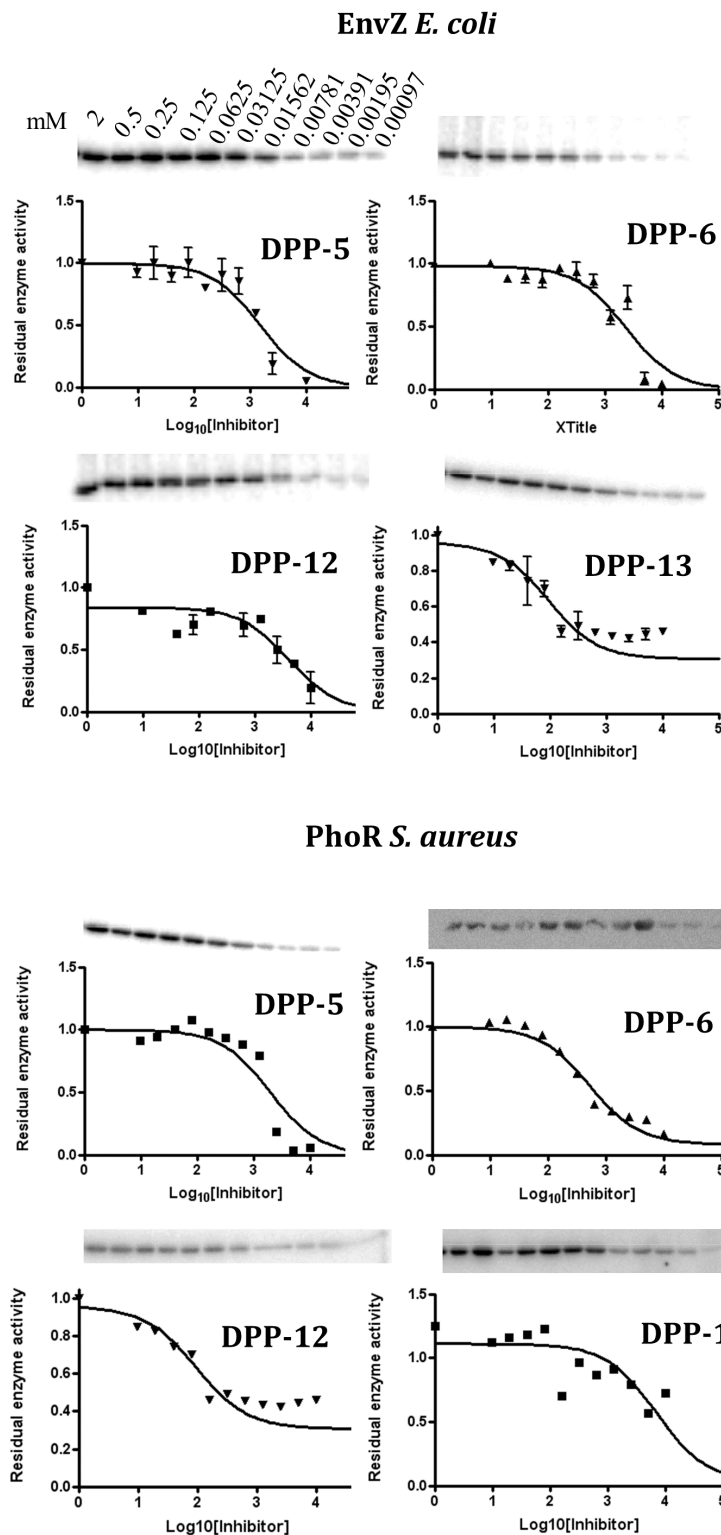 EnvZ E. coli
mM 2 0.5 0.25 0.125 0.0625 0.03125 0.01562 0.00781 0.00391 0.00195 0.00097
DPP-5
Residual enzyme activity
1.5
1.0
0.5
0.0
0 1 2 3 4
Log10[Inhibitor]
DPP-6
Residual enzyme activity
1.5
1.0
0.5
0.0
0 1 2 3 4 5
XTitle
DPP-12
Residual enzyme activity
1.5
1.0
0.5
0.0
0 1 2 3 4
Log10[Inhibitor]
DPP-13
Residual enzyme activity
1.0
0.8
0.6
0.4
0.2
0.0
0 1 2 3 4 5
Log10[Inhibitor]
PhoR S. aureus
DPP-5
Residual enzyme activity
1.5
1.0
0.5
0.0
0 1 2 3 4
Log10[Inhibitor]
DPP-6
Residual enzyme activity
1.5
1.0
0.5
0.0
0 1 2 3 4 5
Log10[Inhibitor]
DPP-12
Residual enzyme activity
1.0
0.8
0.6
0.4
0.2
0.0
0 1 2 3 4
Log10[Inhibitor]
DPP-1
Residual enzyme activity
1.5
1.0
0.5
0.0
0 1 2 3 4 5
Log10[Inhibitor]